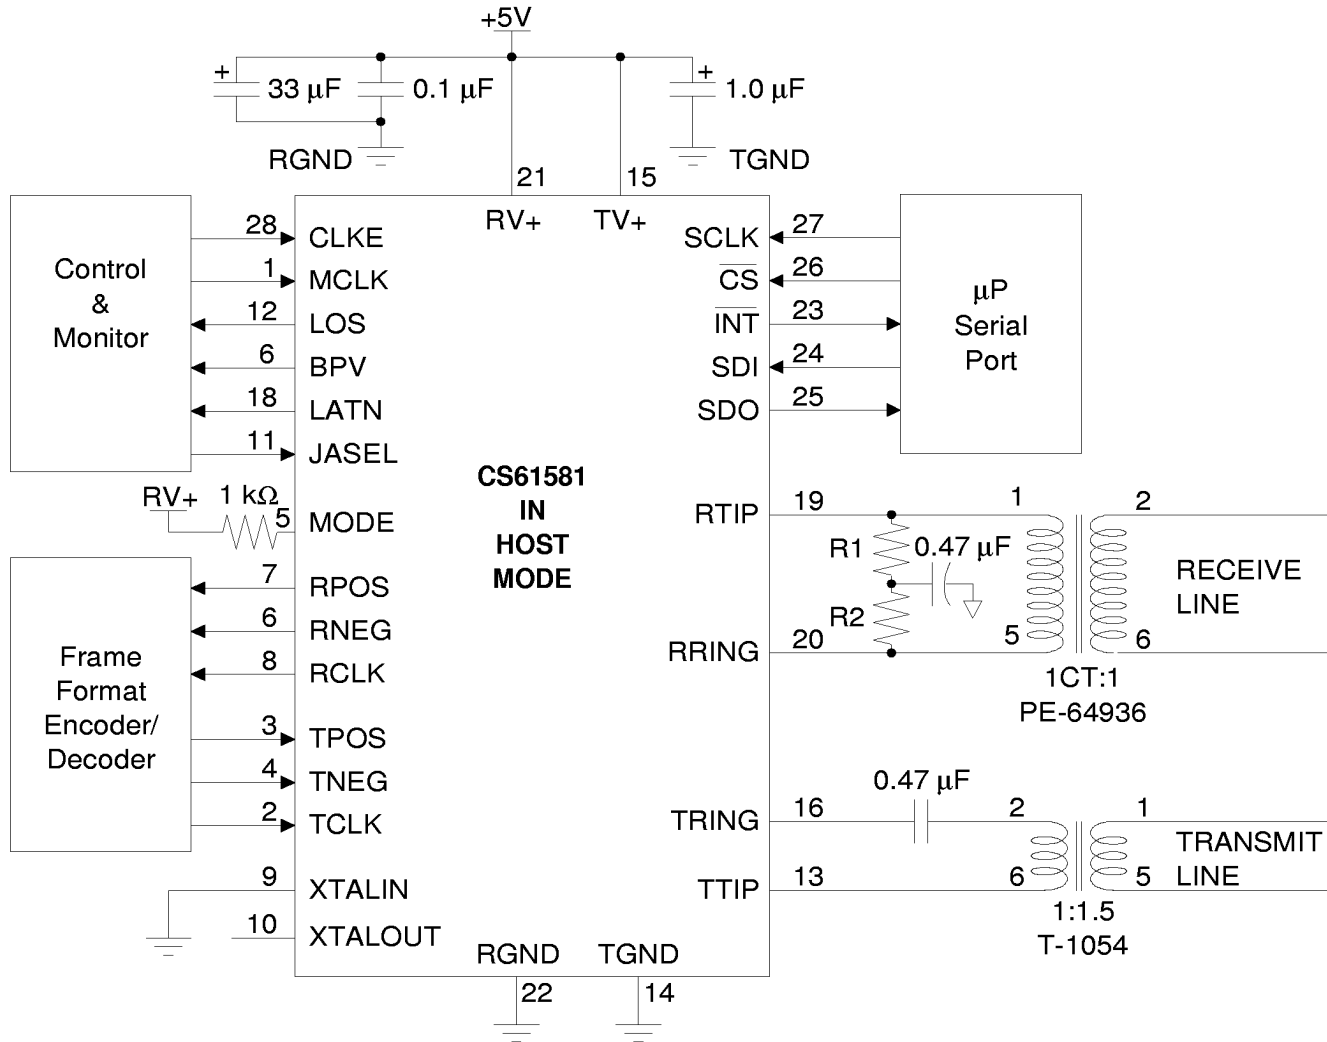 +5V
+
33 µF
0.1 µF
+
1.0 µF
RGND
TGND
21
15
RV+
TV+
Control
&
Monitor
28
CLKE
1
MCLK
12
LOS
6
BPV
18
LATN
11
JASEL
RV+
1 kΩ
5
MODE
Frame
Format
Encoder/
Decoder
7
RPOS
6
RNEG
8
RCLK
3
TPOS
4
TNEG
2
TCLK
9
XTALIN
10
XTALOUT
CS61581
IN
HOST
MODE
RGND
TGND
22
14
SCLK
27
CS
26
INT
23
SDI
24
SDO
25
µP
Serial
Port
RTIP
19
R1
0.47 µF
R2
RRING
20
1
2
5
6
RECEIVE
LINE
1CT:1
PE-64936
0.47 µF
TRING
16
2
1
TTIP
13
6
5
TRANSMIT
LINE
1:1.5
T-1054